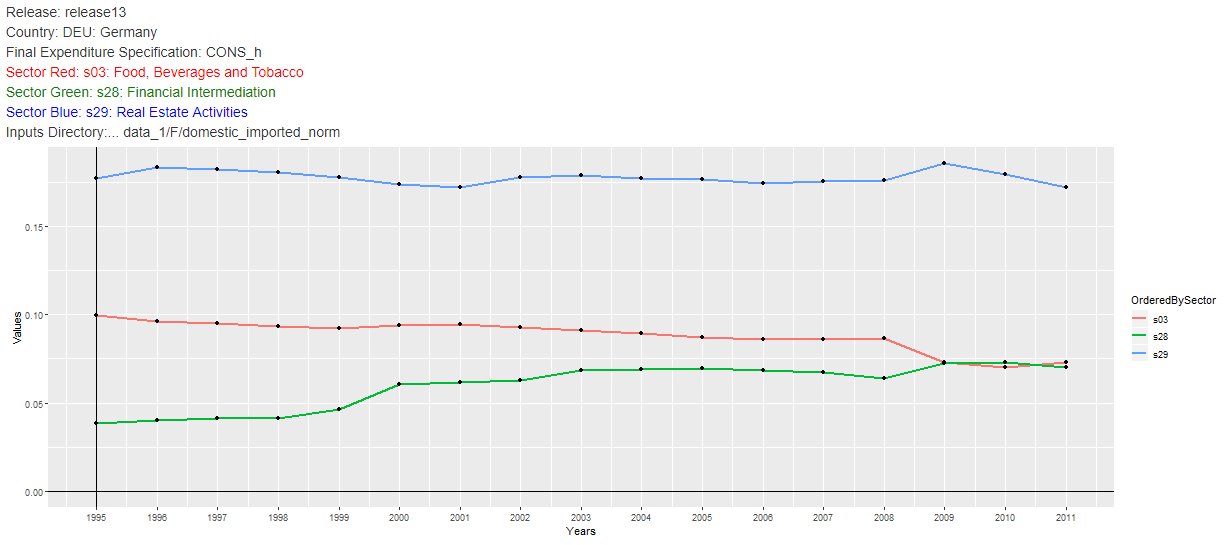 Release: release13
Country: DEU: Germany
Final Expenditure Specification: CONS_h
Sector Red: s03: Food, Beverages and Tobacco
Sector Green: s28: Financial Intermediation
Sector Blue: s29: Real Estate Activities
Inputs Directory:... data_1/F/domestic_imported_norm
0.15
0.10
0.05
0.00
Values
1995 1996 1997 1998 1999 2000 2001 2002 2003 2004 2005 2006 2007 2008 2009 2010 2011
Years
OrderedBySector
s03
s28
s29